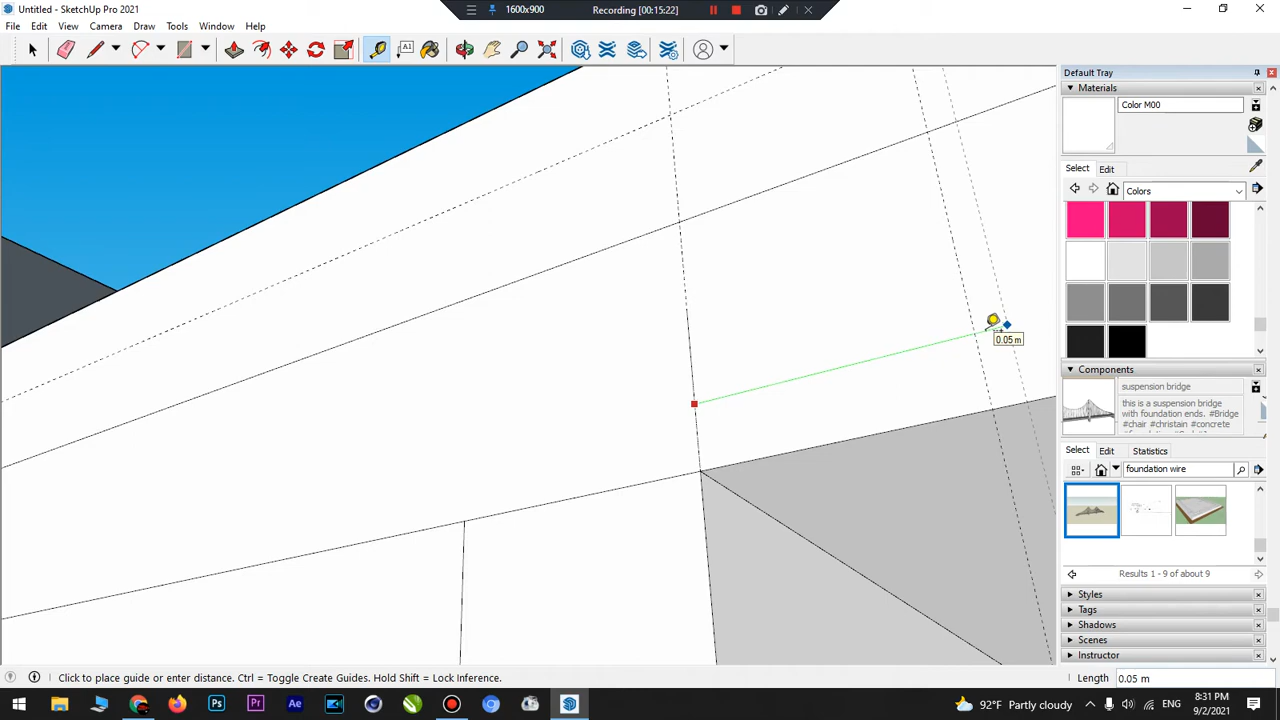 Untitled - SketchUp Pro 2021
1600x900
Recording [00:15:22]
File Edit View Camera Draw Tools Window Help
A1
Default Tray
Materials
Color M00
Select Edit
Colors
0.05 m
Components
suspension bridge
this is a suspension bridge
with foundation ends. #Bridge
#chair #christain #concrete
Select Edit Statistics
foundation wire
Results 1 - 9 of about 9
Styles
Tags
Shadows
Scenes
Instructor
Click to place guide or enter distance. Ctrl = Toggle Create Guides. Hold Shift = Lock Inference.
Length 0.05 m
Ps Pr Ae
92°F Partly cloudy
ENG
8:31 PM
9/2/2021